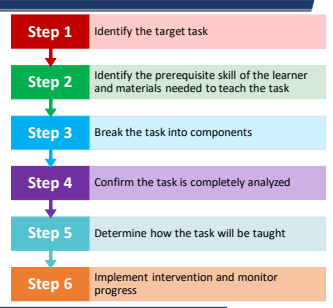 Step 1
Identify the target task
Step 2
Identify the prerequisite skill of the learner
and materials needed to teach the task
Step 3
Break the task into components
Step 4
Confirm the task is completely analyzed
Step 5
Determine how the task will be taught
Step 6
Implement intervention and monitor
progress